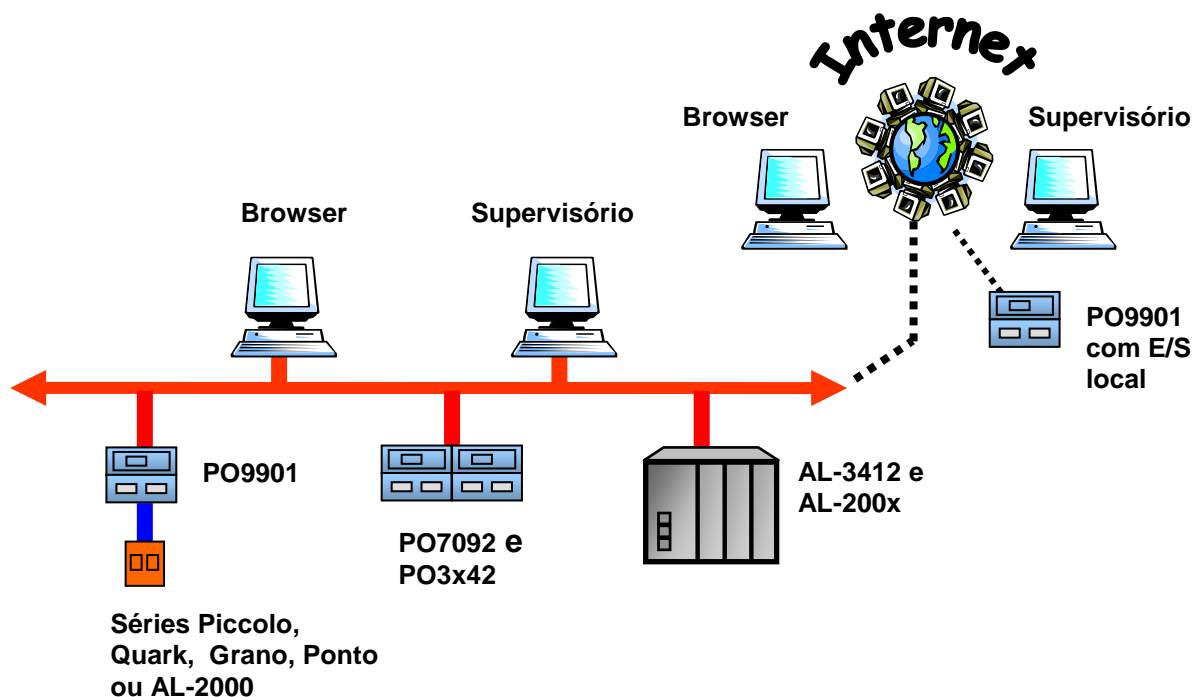 Internet
Browser
Supervisório
Browser
Supervisório
PO9901
com E/S
local
PO9901
AL-3412 e
AL-200x
PO7092 e
PO3x42
Séries Piccolo,
Quark, Grano, Ponto
ou AL-2000